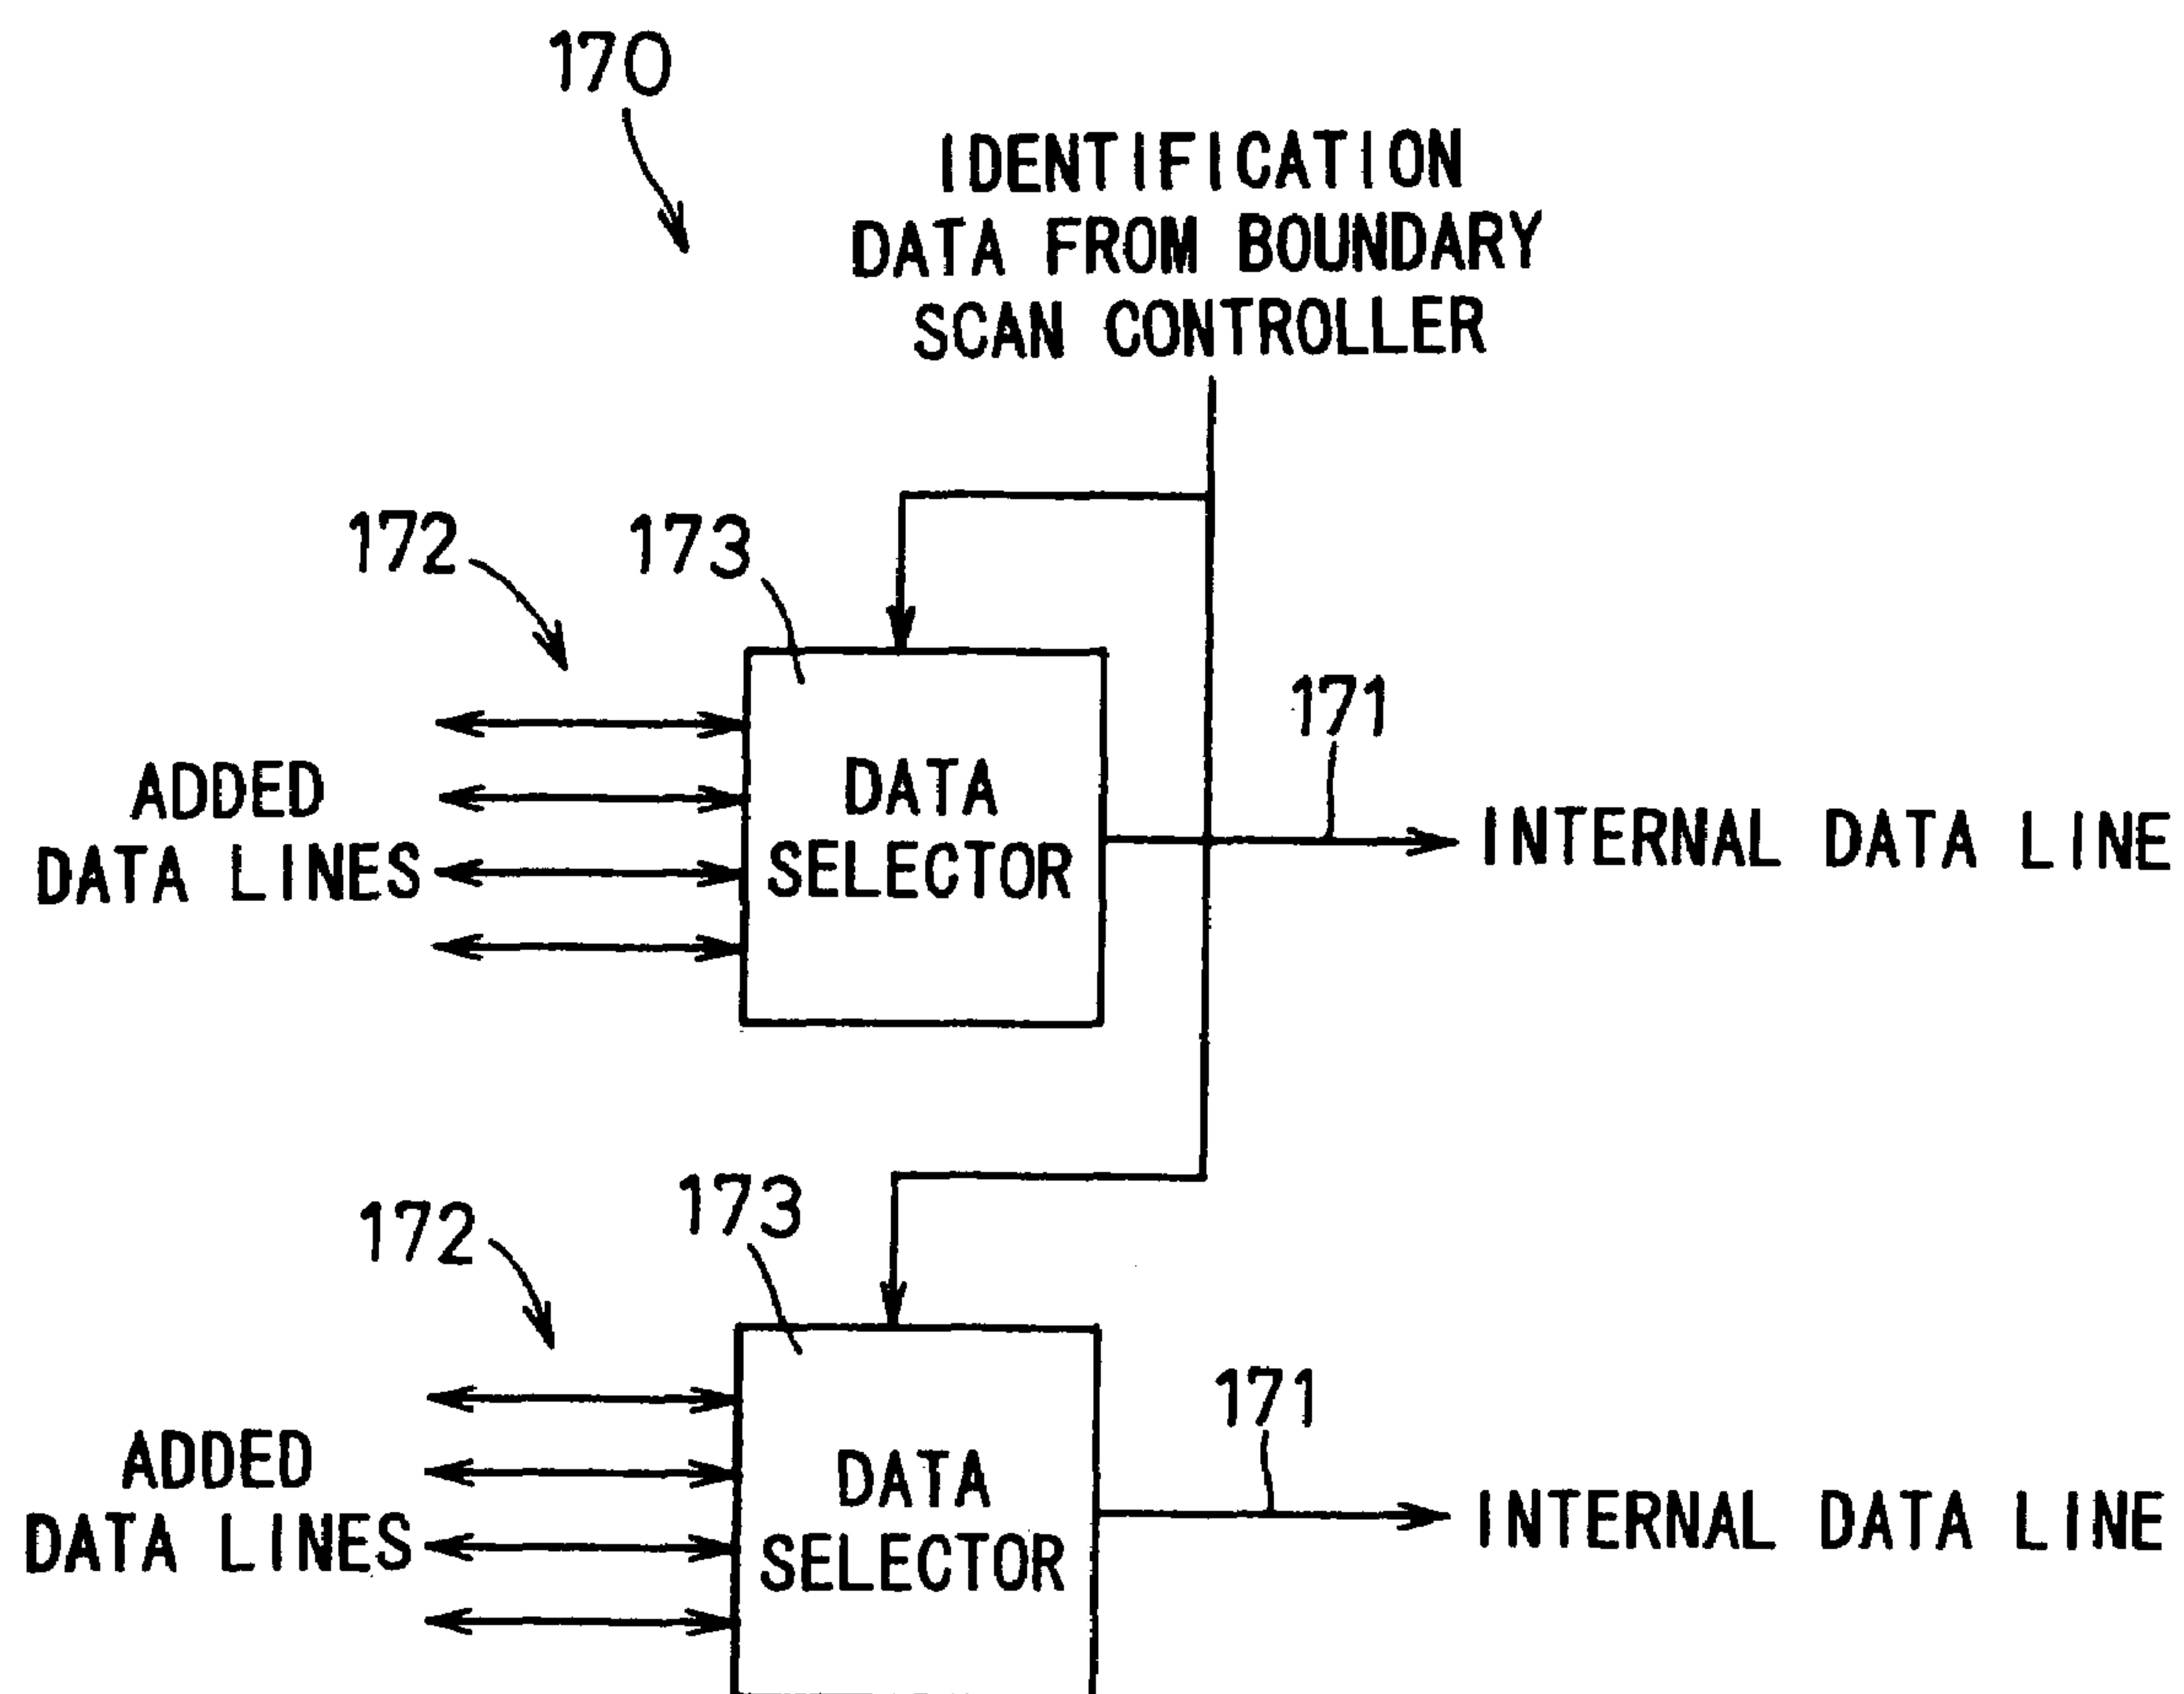 170
IDENTIFICATION
DATA FROM BOUNDARY
SCAN CONTROLLER
172
173
171
ADDED
DATA LINES
DATA
SELECTOR
INTERNAL DATA LINE
172
173
171
ADDED
DATA LINES
DATA
SELECTOR
INTERNAL DATA LINE